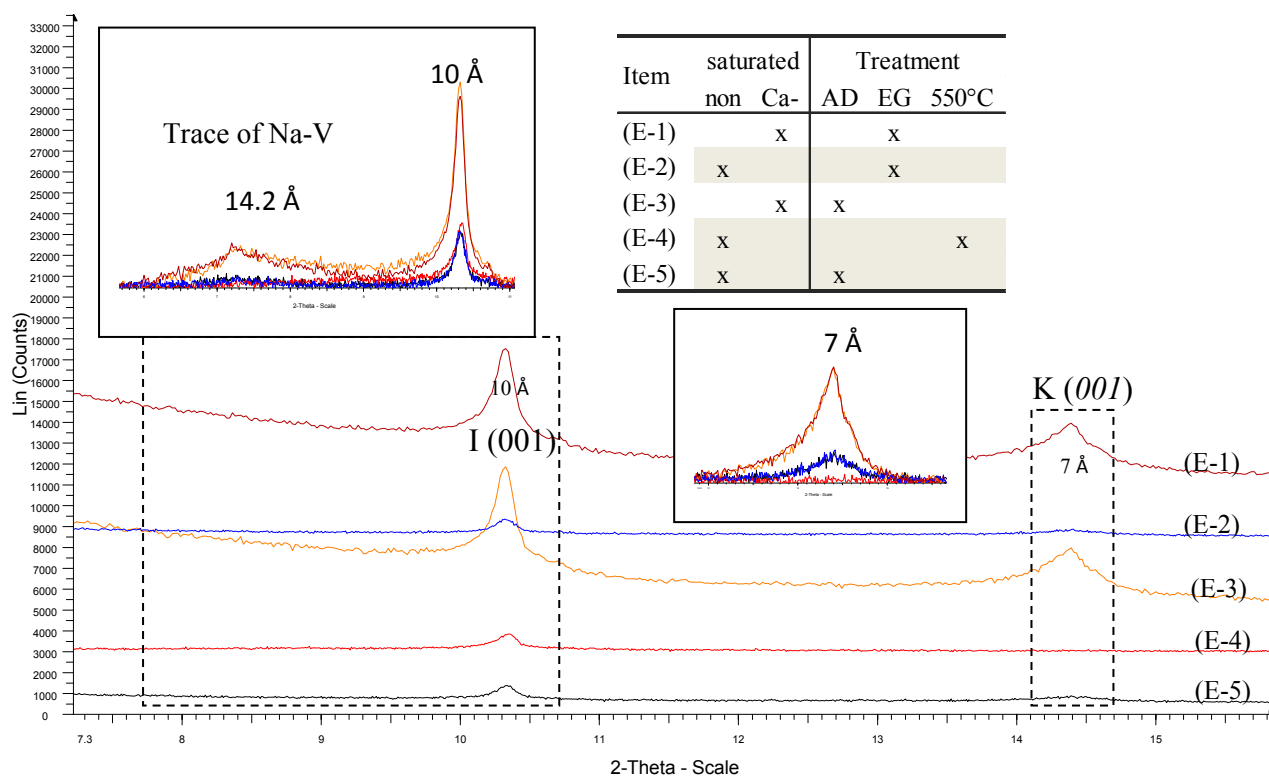 Lin (Counts)
33000
32000
31000
30000
29000
28000
27000
26000
25000
24000
23000
22000
21000
20000
19000
18000
17000
16000
15000
14000
13000
12000
11000
10000
9000
8000
7000
6000
5000
4000
3000
2000
1000
0
10 Å
Trace of Na-V
14.2 Å
2-Theta - Scale
Item saturated Treatment
non Ca- AD EG 550°C
(E-1) x x
(E-2) x x
(E-3) x x
(E-4) x x
(E-5) x x
7 Å
2-Theta - Scale
10 Å
I (001)
K (001)
7 Å
(E-1)
(E-2)
(E-3)
(E-4)
(E-5)
7.3 8 9 10 11 12 13 14 15
2-Theta - Scale